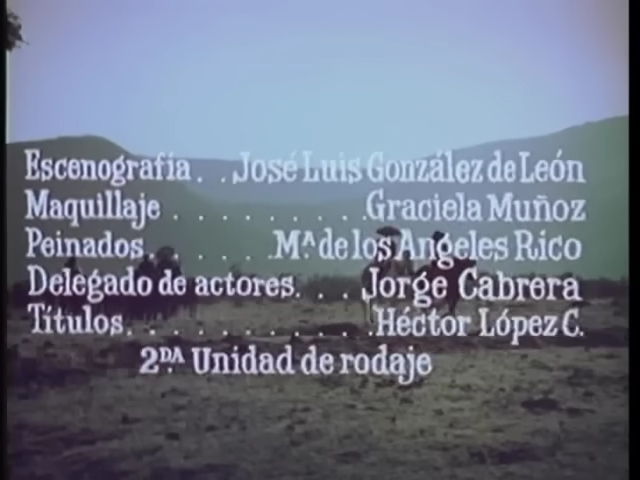 Escenografía. . .José Luis González de León
Maquillaje . . . . . . . . .Graciela Muñoz
Peinados. . . . . . .Mª. de los Angeles Rico
Delegado de actores. . . .Jorge Cabrera
Títulos. . . . . . . . . . . .Héctor López C.
2DA. Unidad de rodaje